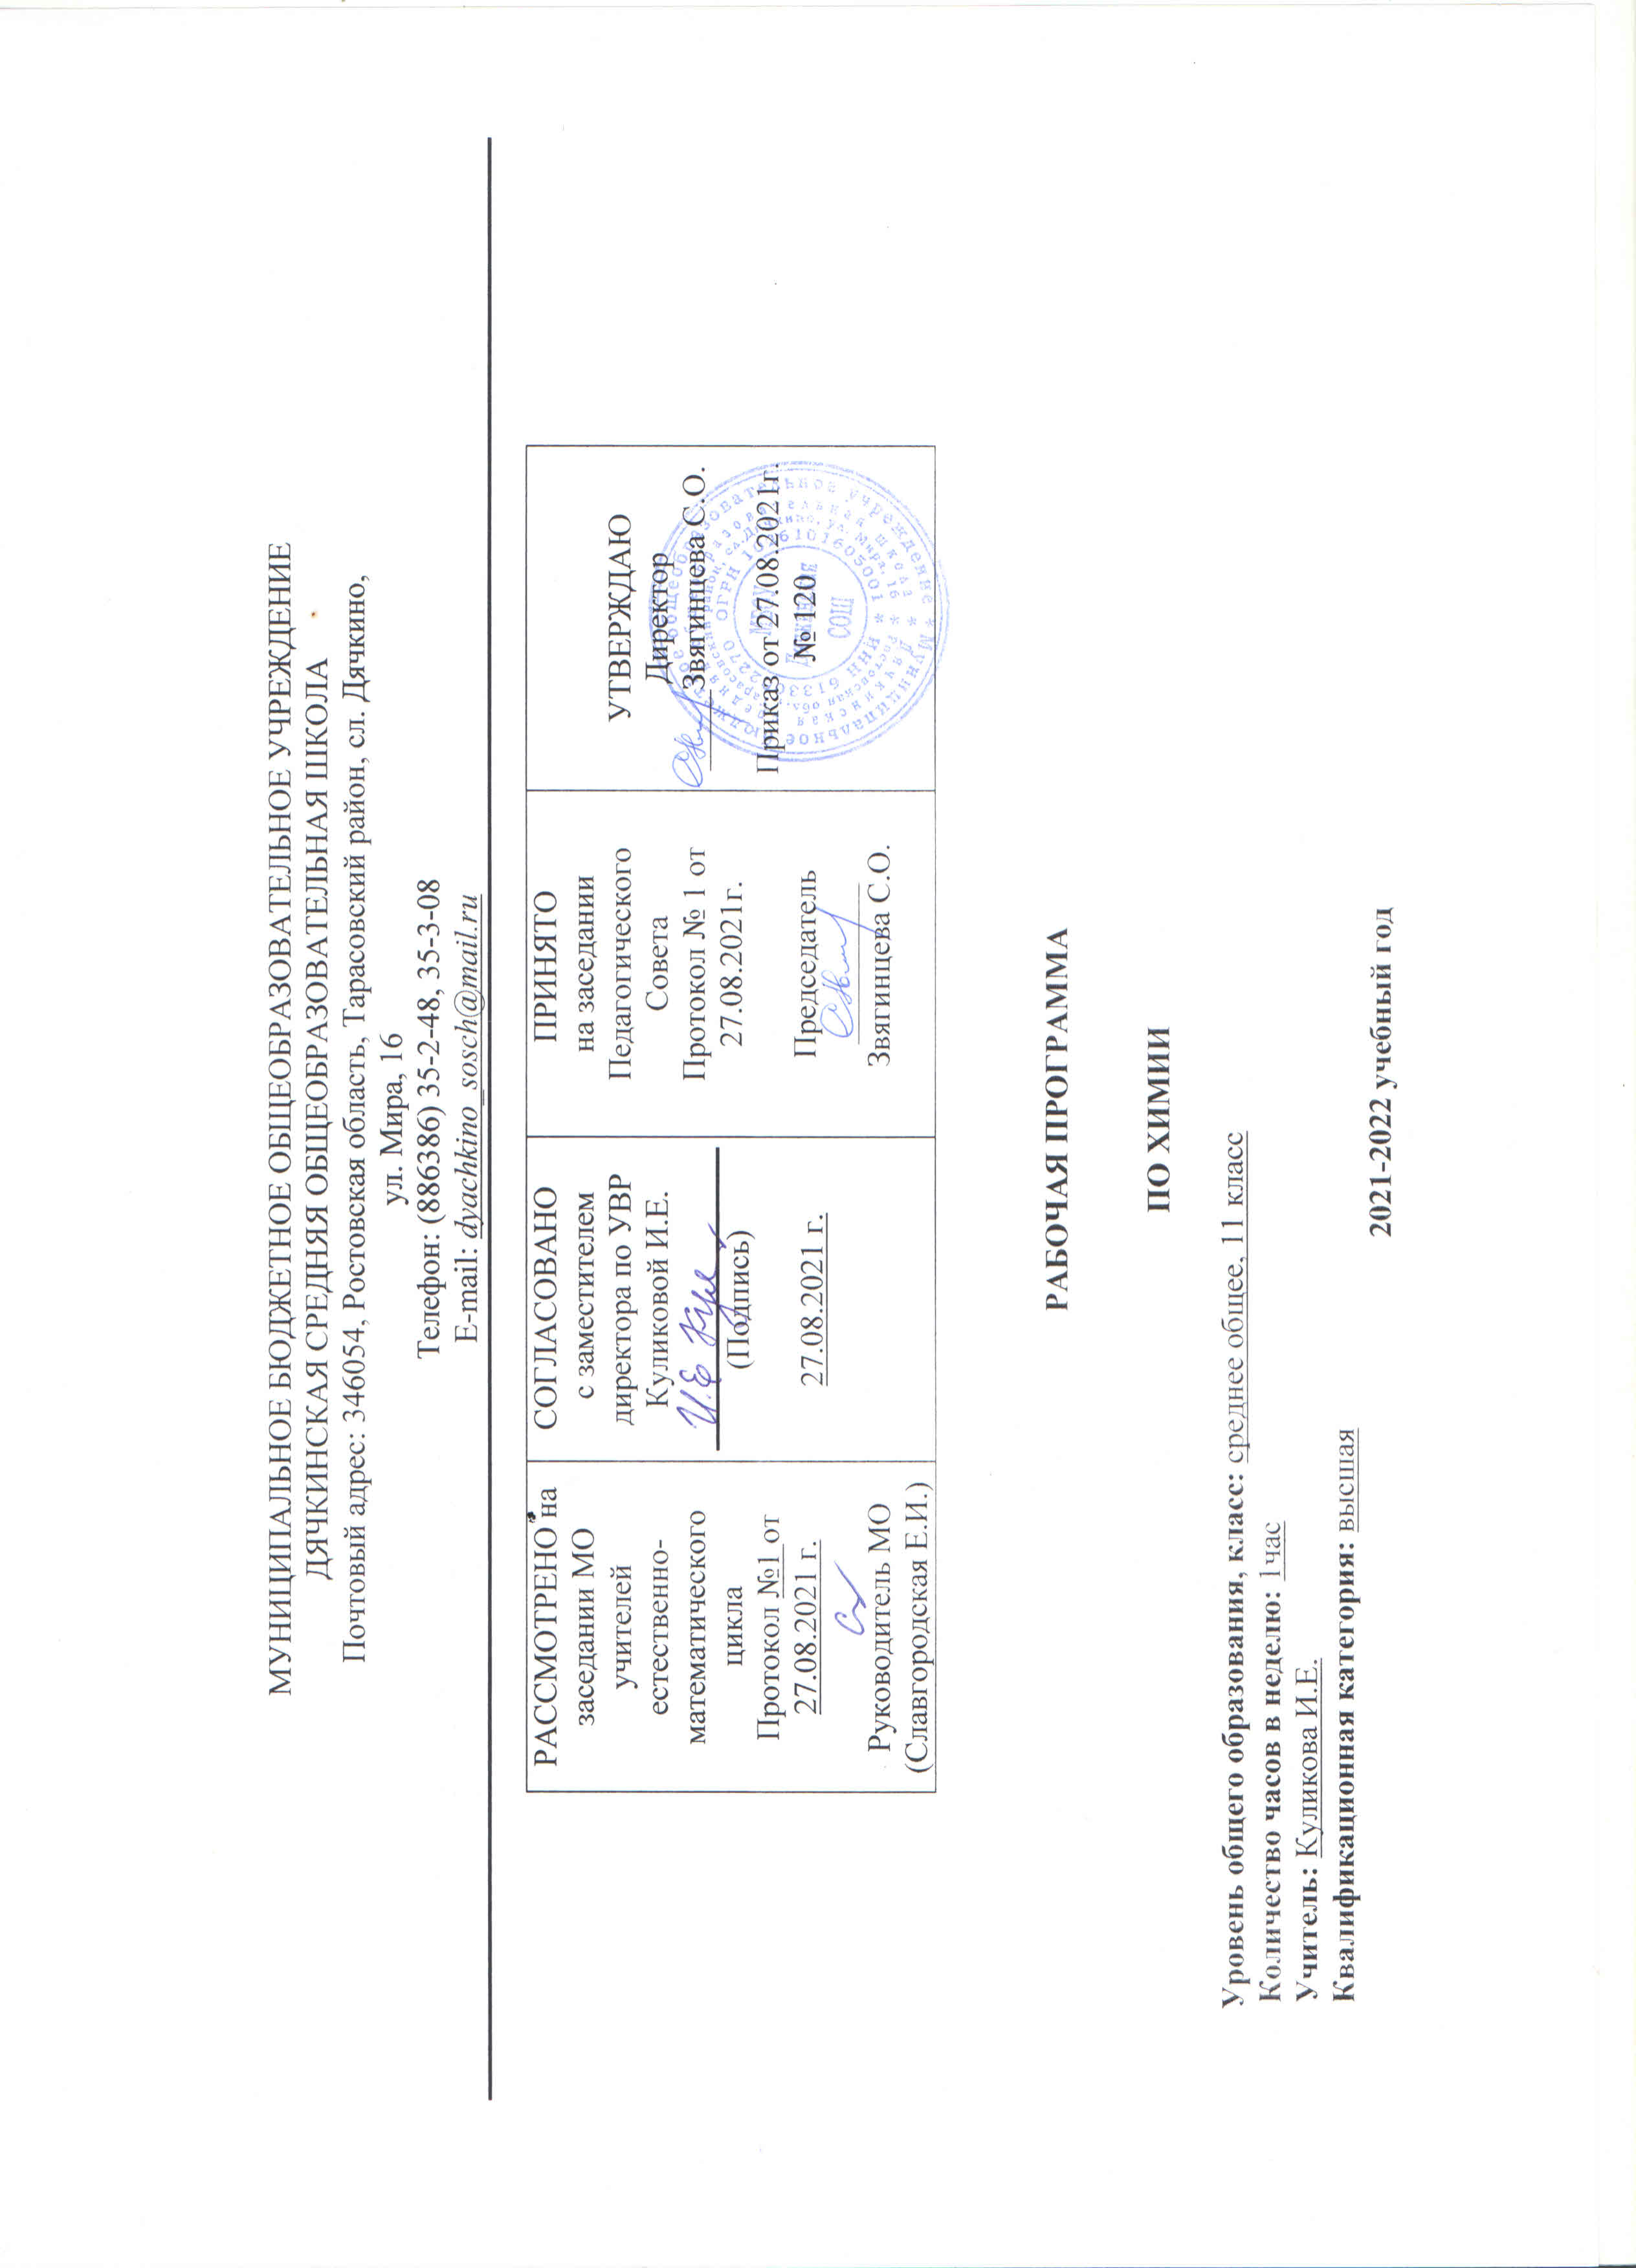 МУНИЦИПАЛЬНОЕ БЮДЖЕТНОЕ ОБЩЕОБРАЗОВАТЕЛЬНОЕ УЧРЕЖДЕНИЕ
ДЯЧКИНСКАЯ СРЕДНЯЯ ОБЩЕОБРАЗОВАТЕЛЬНАЯ ШКОЛА
Почтовый адрес: 346054, Ростовская область, Тарасовский район, сл. Дячкино,
ул. Мира, 16
Телефон: (886386) 35-2-48, 35-3-08
E-mail: dyachkino_sosch@mail.ru
РАССМОТРЕНО на
заседании МО
учителей
естественно-
математического
цикла
Протокол №1 от
27.08.2021 г.
Руководитель МО
(Славгородская Е.И.)
СОГЛАСОВАНО
с заместителем
директора по УВР
Куликовой И.Е.
(Подпись)
27.08.2021 г.
ПРИНЯТО
на заседании
Педагогического
Совета
Протокол № 1 от
27.08.2021г.
Председатель
Звягинцева С.О.
УТВЕРЖДАЮ
Директор
Звягинцева С.О.
Приказ от 27.08.2021г.
№ 120
СОШ
РАБОЧАЯ ПРОГРАММА
ПО ХИМИИ
Уровень общего образования, класс: среднее общее, 11 класс
Количество часов в неделю: 1час
Учитель: Куликова И.Е.
Квалификационная категория: высшая
2021-2022 учебный год